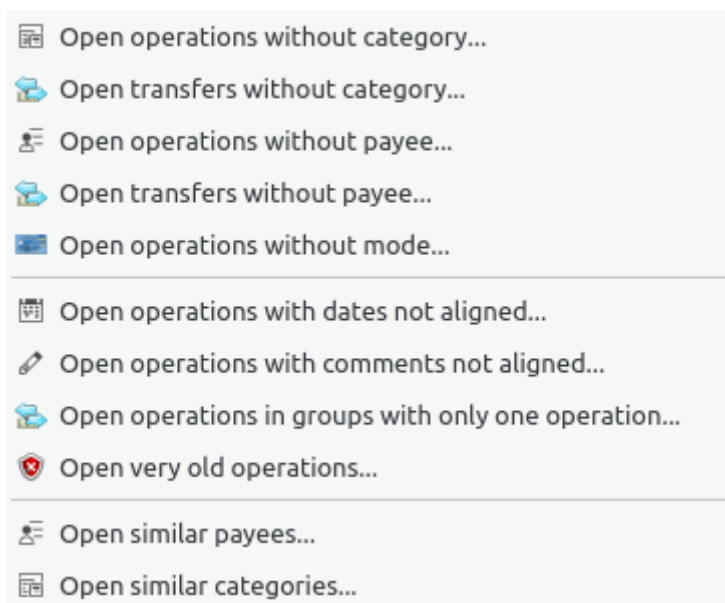 Open operations without category...
Open transfers without category...
Open operations without payee...
Open transfers without payee...
Open operations without mode...
Open operations with dates not aligned...
Open operations with comments not aligned...
Open operations in groups with only one operation...
Open very old operations...
Open similar payees...
Open similar categories...